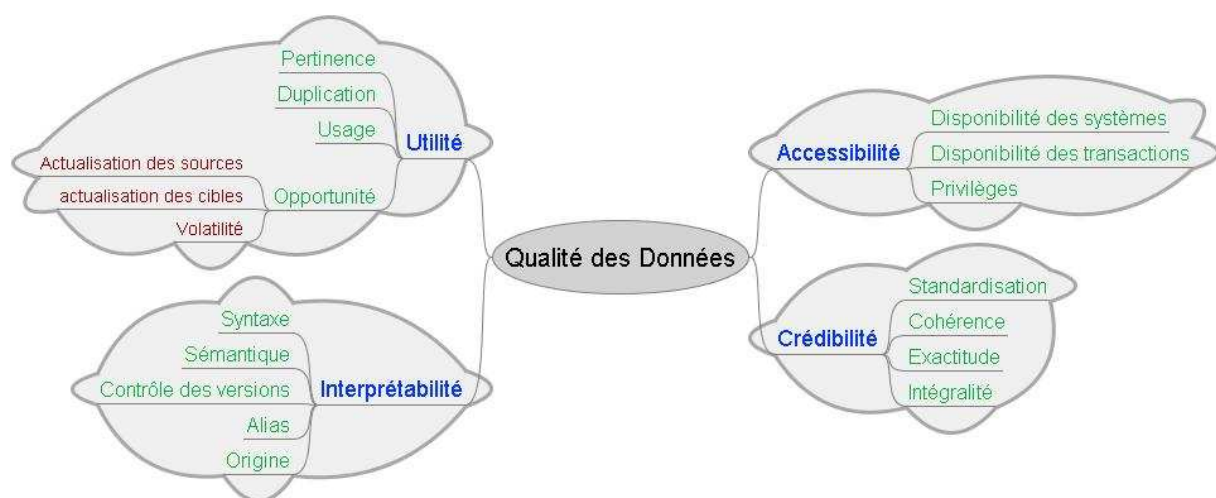 Pertinence
Duplication
Usage
Utilité
Actualisation des sources
actualisation des cibles
Opportunité
Volatilité
Accessibilité
Disponibilité des systèmes
Disponibilité des transactions
Privilèges
Qualité des Données
Syntaxe
Sémantique
Contrôle des versions
Interprétabilité
Alias
Origine
Crédibilité
Standardisation
Cohérence
Exactitude
Intégralité